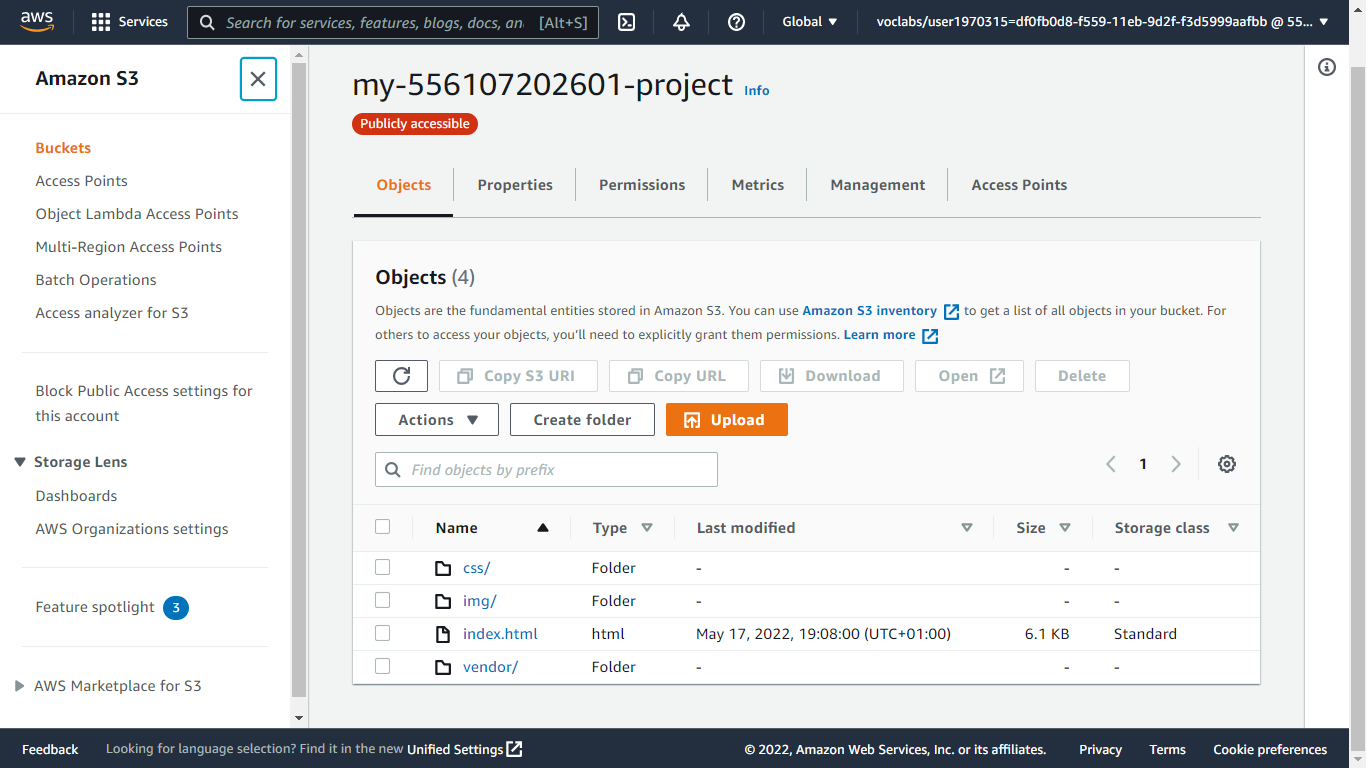 aws
Services
Search for services, features, blogs, docs, an
[Alt+S]
Global
voclabs/user1970315=df0fb0d8-f559-11eb-9d2f-f3d5999aafbb @ 55...
Amazon S3
Buckets
Access Points
Object Lambda Access Points
Multi-Region Access Points
Batch Operations
Access analyzer for S3
Block Public Access settings for
this account
Storage Lens
Dashboards
AWS Organizations settings
Feature spotlight 3
AWS Marketplace for S3
my-556107202601-project Info
Publicly accessible
Objects Properties Permissions Metrics Management Access Points
Objects (4)
Objects are the fundamental entities stored in Amazon S3. You can use Amazon S3 inventory to get a list of all objects in your bucket. For
others to access your objects, you'll need to explicitly grant them permissions. Learn more
Copy S3 URI Copy URL Download Open Delete
Actions Create folder Upload
Find objects by prefix
1
Name Type Last modified Size Storage class
css/ Folder - - -
img/ Folder - - -
index.html html May 17, 2022, 19:08:00 (UTC+01:00) 6.1 KB Standard
vendor/ Folder - - -
Feedback Looking for language selection? Find it in the new Unified Settings © 2022, Amazon Web Services, Inc. or its affiliates. Privacy Terms Cookie preferences